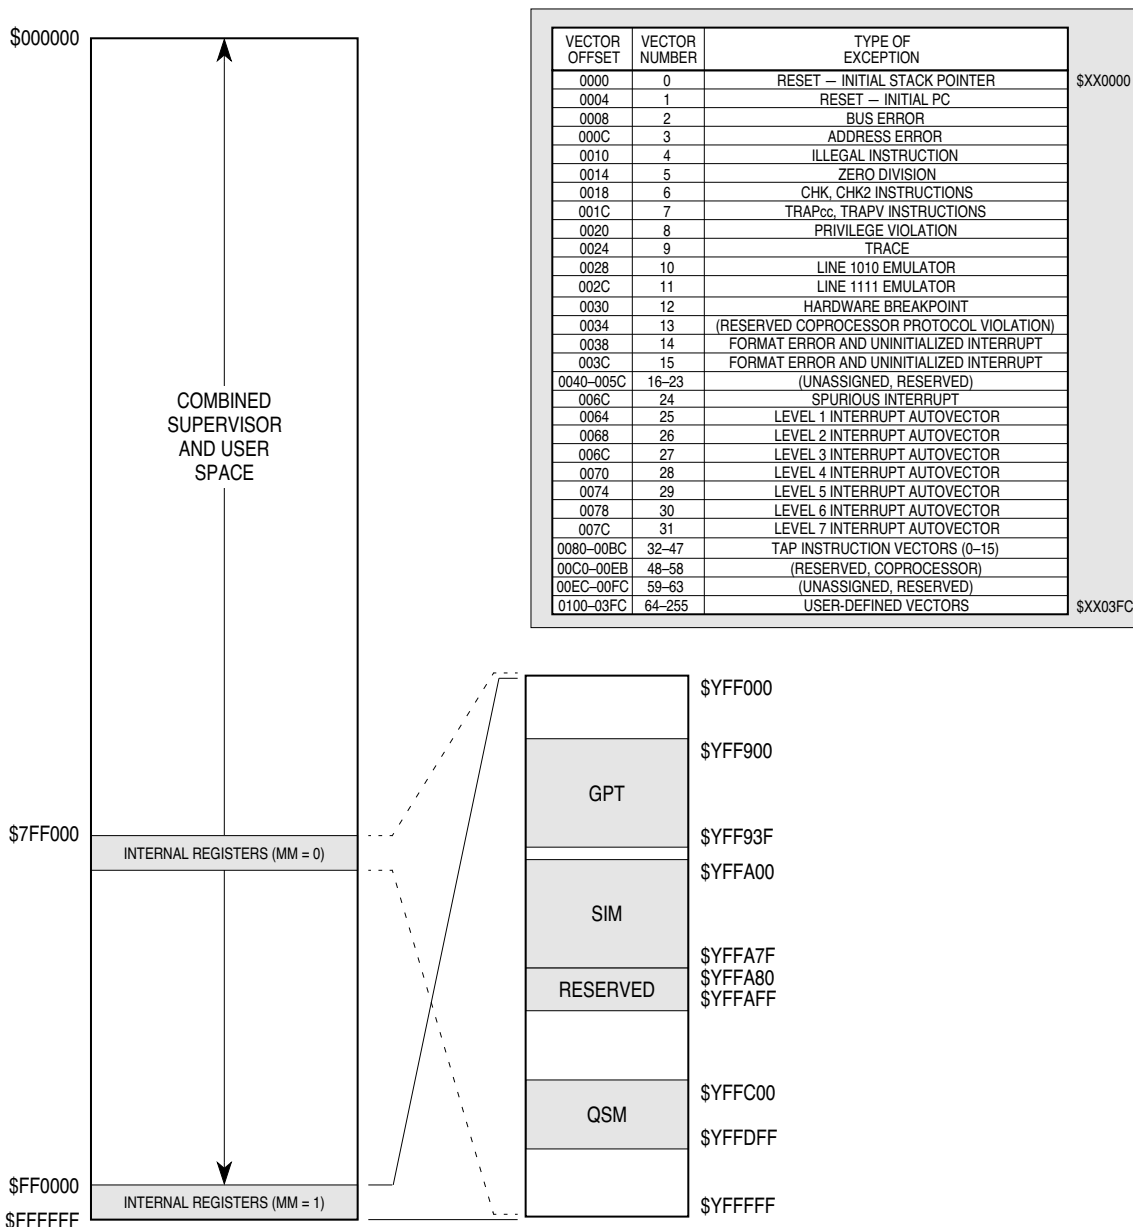 $000000
COMBINED
SUPERVISOR
AND USER
SPACE
$7FF000
INTERNAL REGISTERS (MM = 0)
$FF0000
INTERNAL REGISTERS (MM = 1)
$FFFFFF
VECTOR OFFSET VECTOR NUMBER TYPE OF EXCEPTION
0000 0 RESET — INITIAL STACK POINTER $XX0000
0004 1 RESET — INITIAL PC
0008 2 BUS ERROR
000C 3 ADDRESS ERROR
0010 4 ILLEGAL INSTRUCTION
0014 5 ZERO DIVISION
0018 6 CHK, CHK2 INSTRUCTIONS
001C 7 TRAPcc, TRAPV INSTRUCTIONS
0020 8 PRIVILEGE VIOLATION
0024 9 TRACE
0028 10 LINE 1010 EMULATOR
002C 11 LINE 1111 EMULATOR
0030 12 HARDWARE BREAKPOINT
0034 13 (RESERVED COPROCESSOR PROTOCOL VIOLATION)
0038 14 FORMAT ERROR AND UNINITIALIZED INTERRUPT
003C 15 FORMAT ERROR AND UNINITIALIZED INTERRUPT
0040–005C 16–23 (UNASSIGNED, RESERVED)
006C 24 SPURIOUS INTERRUPT
0064 25 LEVEL 1 INTERRUPT AUTOVECTOR
0068 26 LEVEL 2 INTERRUPT AUTOVECTOR
006C 27 LEVEL 3 INTERRUPT AUTOVECTOR
0070 28 LEVEL 4 INTERRUPT AUTOVECTOR
0074 29 LEVEL 5 INTERRUPT AUTOVECTOR
0078 30 LEVEL 6 INTERRUPT AUTOVECTOR
007C 31 LEVEL 7 INTERRUPT AUTOVECTOR
0080–00BC 32–47 TAP INSTRUCTION VECTORS (0–15)
00C0–00EB 48–58 (RESERVED, COPROCESSOR)
00EC–00FC 59–63 (UNASSIGNED, RESERVED)
0100–03FC 64–255 USER-DEFINED VECTORS $XX03FC
$YFF000
$YFF900
GPT
$YFF93F
$YFFA00
SIM
$YFFA7F
$YFFA80
RESERVED
$YFFAFF
$YFFC00
QSM
$YFFDFF
$YFFFFF